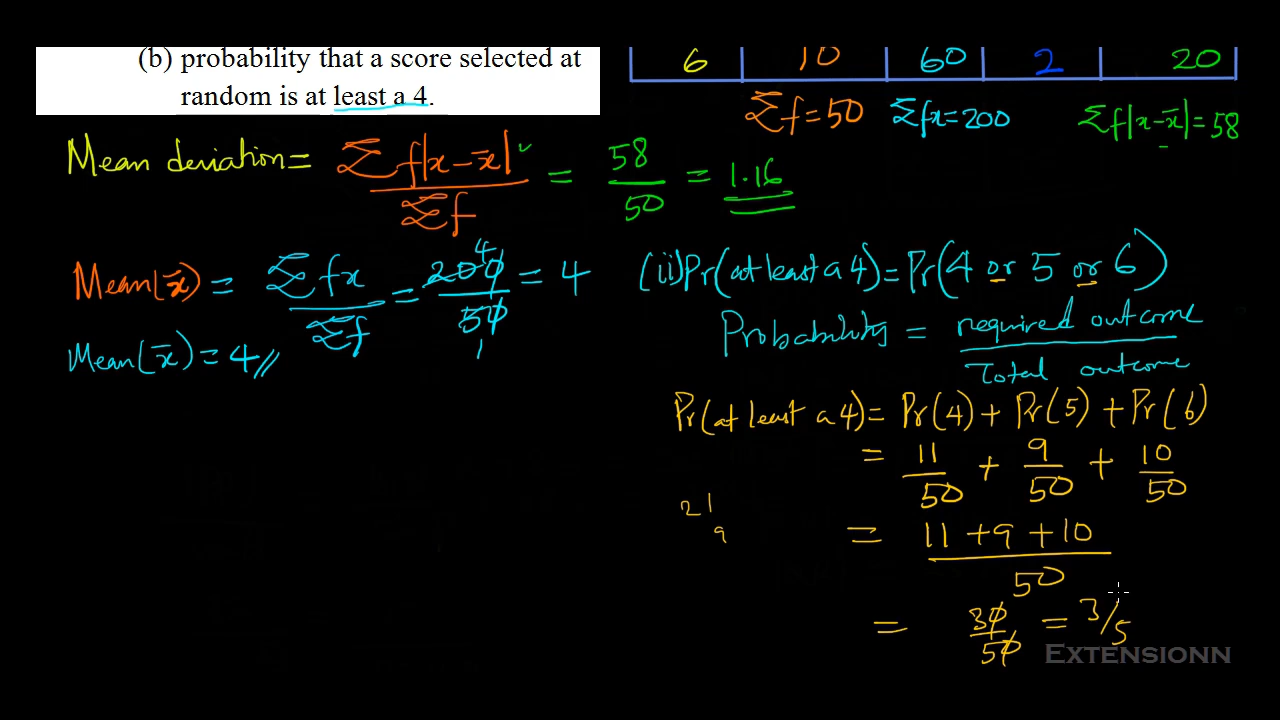 (b) probability that a score selected at
random is at least a 4.
6 10 60 2 20
Σf=50 Σfx=200 Σf|x-x̄|=58
Mean deviation= Σf|x-x̄| / Σf = 58/50 = 1.16
Mean(x̄) = Σfx / Σf = 200/50 = 4
4
1
Mean(x̄)=4//
(ii)Pr(at least a 4)=Pr(4 or 5 or 6)
Probability = required outcome / Total outcome
Pr(at least a 4)= Pr(4)+Pr(5)+Pr(6)
= 11/50 + 9/50 + 10/50
21
9
= 11+9+10 / 50
= 30/50 = 3/5
Extensionn